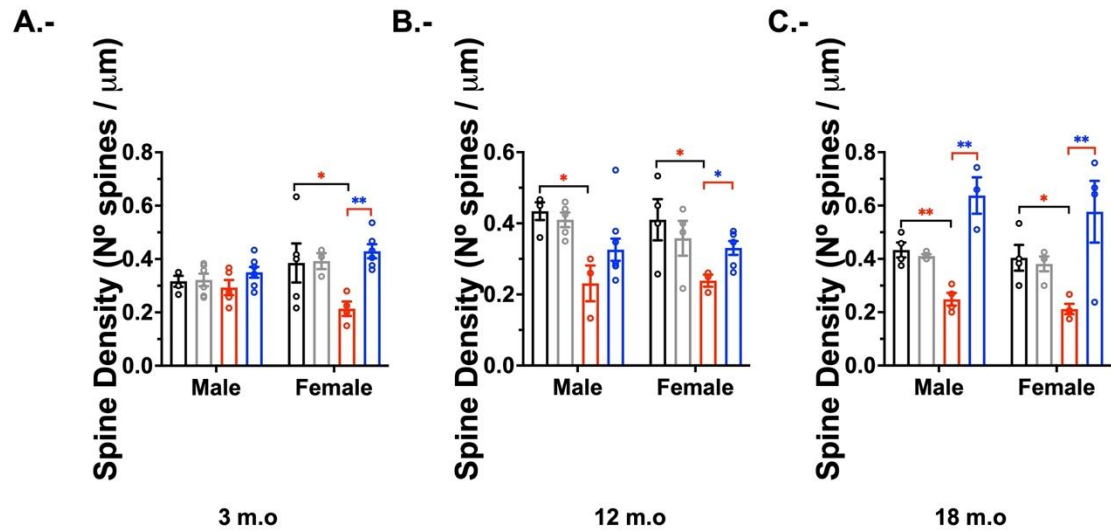 A.-
B.-
C.-
Spine Density (Nº spines / μm)
0.8
0.6
0.4
0.2
0.0
*
**
Male
Female
3 m.o
Spine Density (Nº spines / μm)
0.6
0.4
0.2
0.0
*
*
*
Male
Female
12 m.o
Spine Density (Nº spines / μm)
0.8
0.6
0.4
0.2
0.0
**
**
*
**
Male
Female
18 m.o